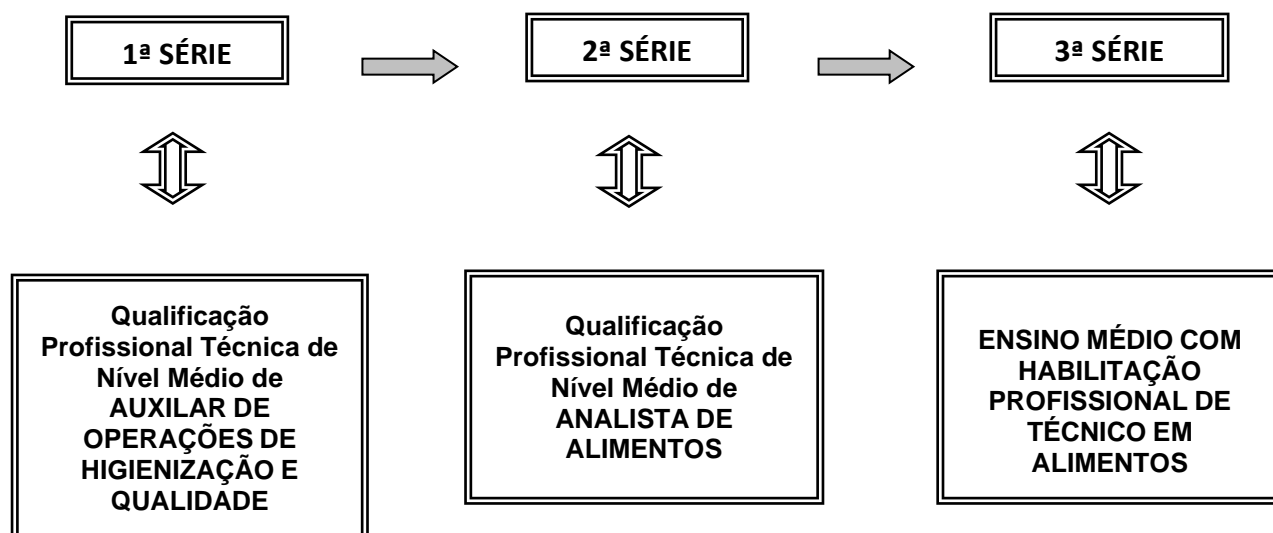 1ª SÉRIE
2ª SÉRIE
3ª SÉRIE
Qualificação
Profissional Técnica de
Nível Médio de
AUXILAR DE
OPERAÇÕES DE
HIGIENIZAÇÃO E
QUALIDADE
Qualificação
Profissional Técnica de
Nível Médio de
ANALISTA DE
ALIMENTOS
ENSINO MÉDIO COM
HABILITAÇÃO
PROFISSIONAL DE
TÉCNICO EM
ALIMENTOS